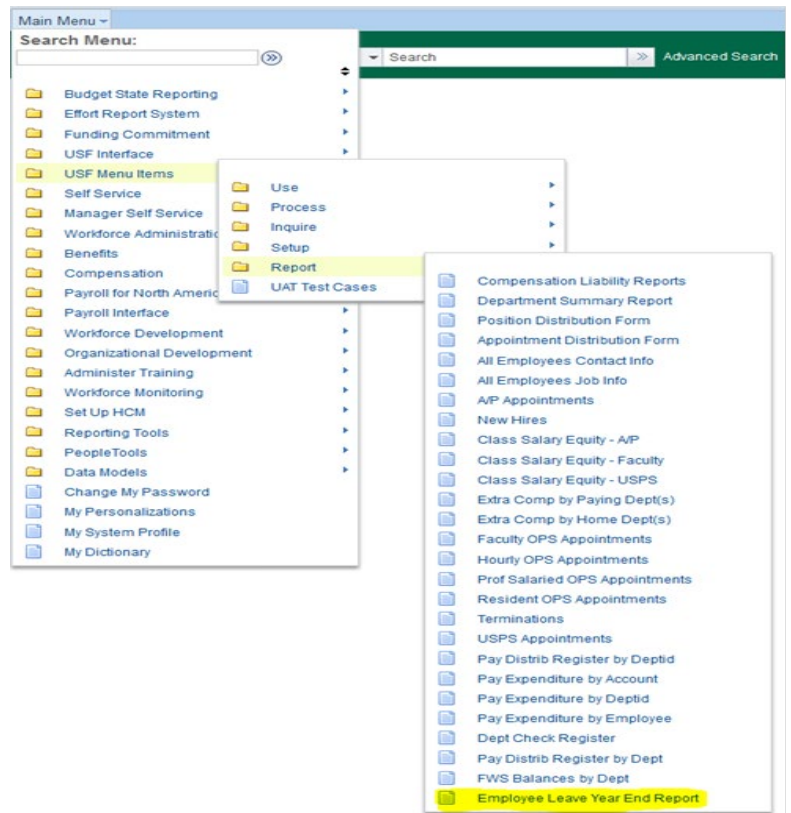 Main Menu
Search Menu:
Search
Advanced Search
Budget State Reporting
Effort Report System
Funding Commitment
USF Interface
USF Menu Items
Self Service
Manager Self Service
Workforce Administratic
Benefits
Compensation
Payroll for North Americ
Payroll Interface
Workforce Development
Organizational Development
Administer Training
Workforce Monitoring
Set Up HCM
Reporting Tools
PeopleTools
Data Models
Change My Password
My Personalizations
My System Profile
My Dictionary
Use
Process
Inquire
Setup
Report
UAT Test Cases
Compensation Liability Reports
Department Summary Report
Position Distribution Form
Appointment Distribution Form
All Employees Contact Info
All Employees Job Info
A/P Appointments
New Hires
Class Salary Equity - A/P
Class Salary Equity - Faculty
Class Salary Equity - USPS
Extra Comp by Paying Dept(s)
Extra Comp by Home Dept(s)
Faculty OPS Appointments
Hourly OPS Appointments
Prof Salaried OPS Appointments
Resident OPS Appointments
Terminations
USPS Appointments
Pay Distrib Register by Deptid
Pay Expenditure by Account
Pay Expenditure by Deptid
Pay Expenditure by Employee
Dept Check Register
Pay Distrib Register by Dept
FWS Balances by Dept
Employee Leave Year End Report